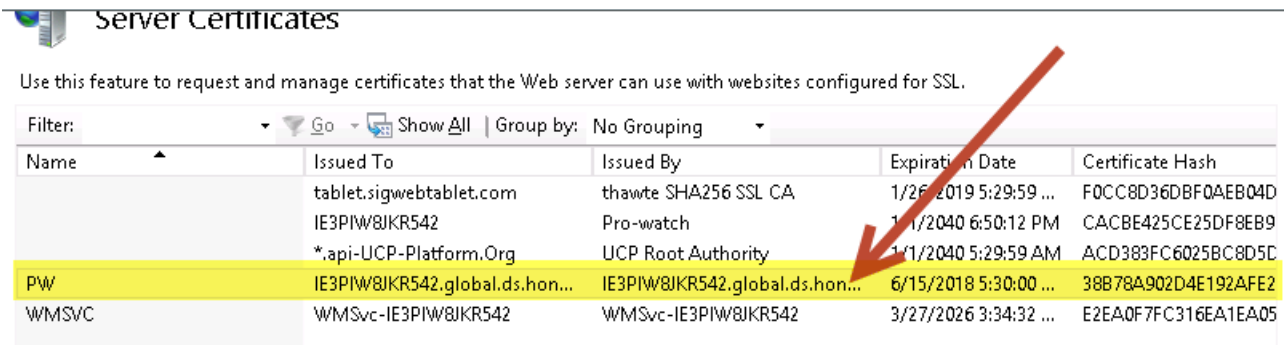 Server Certificates
Use this feature to request and manage certificates that the Web server can use with websites configured for SSL.
Filter: Go Show All | Group by: No Grouping
Name Issued To Issued By Expiration Date Certificate Hash
tablet.sigwebtablet.com thawte SHA256 SSL CA 1/26/2019 5:29:59 ... F0CC8D36DBF0AEB04D
IE3PIW8JKR542 Pro-watch 1/1/2040 6:50:12 PM CACBE425CE25DF8EB9
*.api-UCP-Platform.Org UCP Root Authority 1/1/2040 5:29:59 AM ACD383FC6025BC8D5D
PW IE3PIW8JKR542.global.ds.hon... IE3PIW8JKR542.global.ds.hon... 6/15/2018 5:30:00 ... 38B78A902D4E192AFE2
WMSVC WMSvc-IE3PIW8JKR542 WMSvc-IE3PIW8JKR542 3/27/2026 3:34:32 ... E2EA0F7FC316EA1EA05